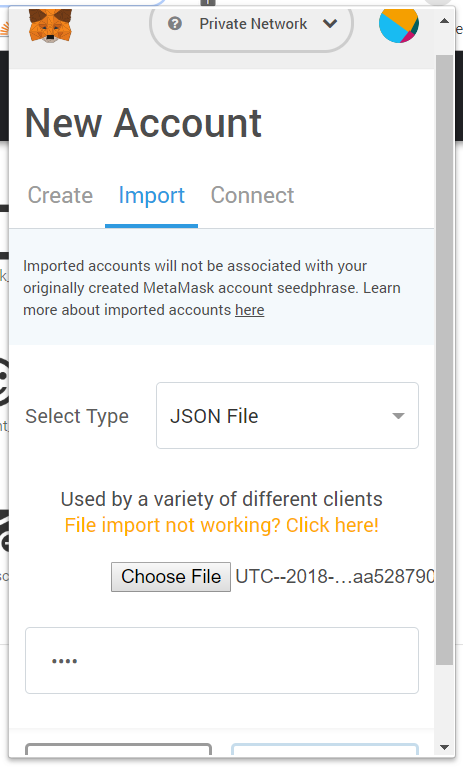 Private Network
New Account
Create Import Connect
Imported accounts will not be associated with your
originally created MetaMask account seedphrase. Learn
more about imported accounts here
Select Type
JSON File
Used by a variety of different clients
File import not working? Click here!
Choose File UTC--2018-...aa528790
••••